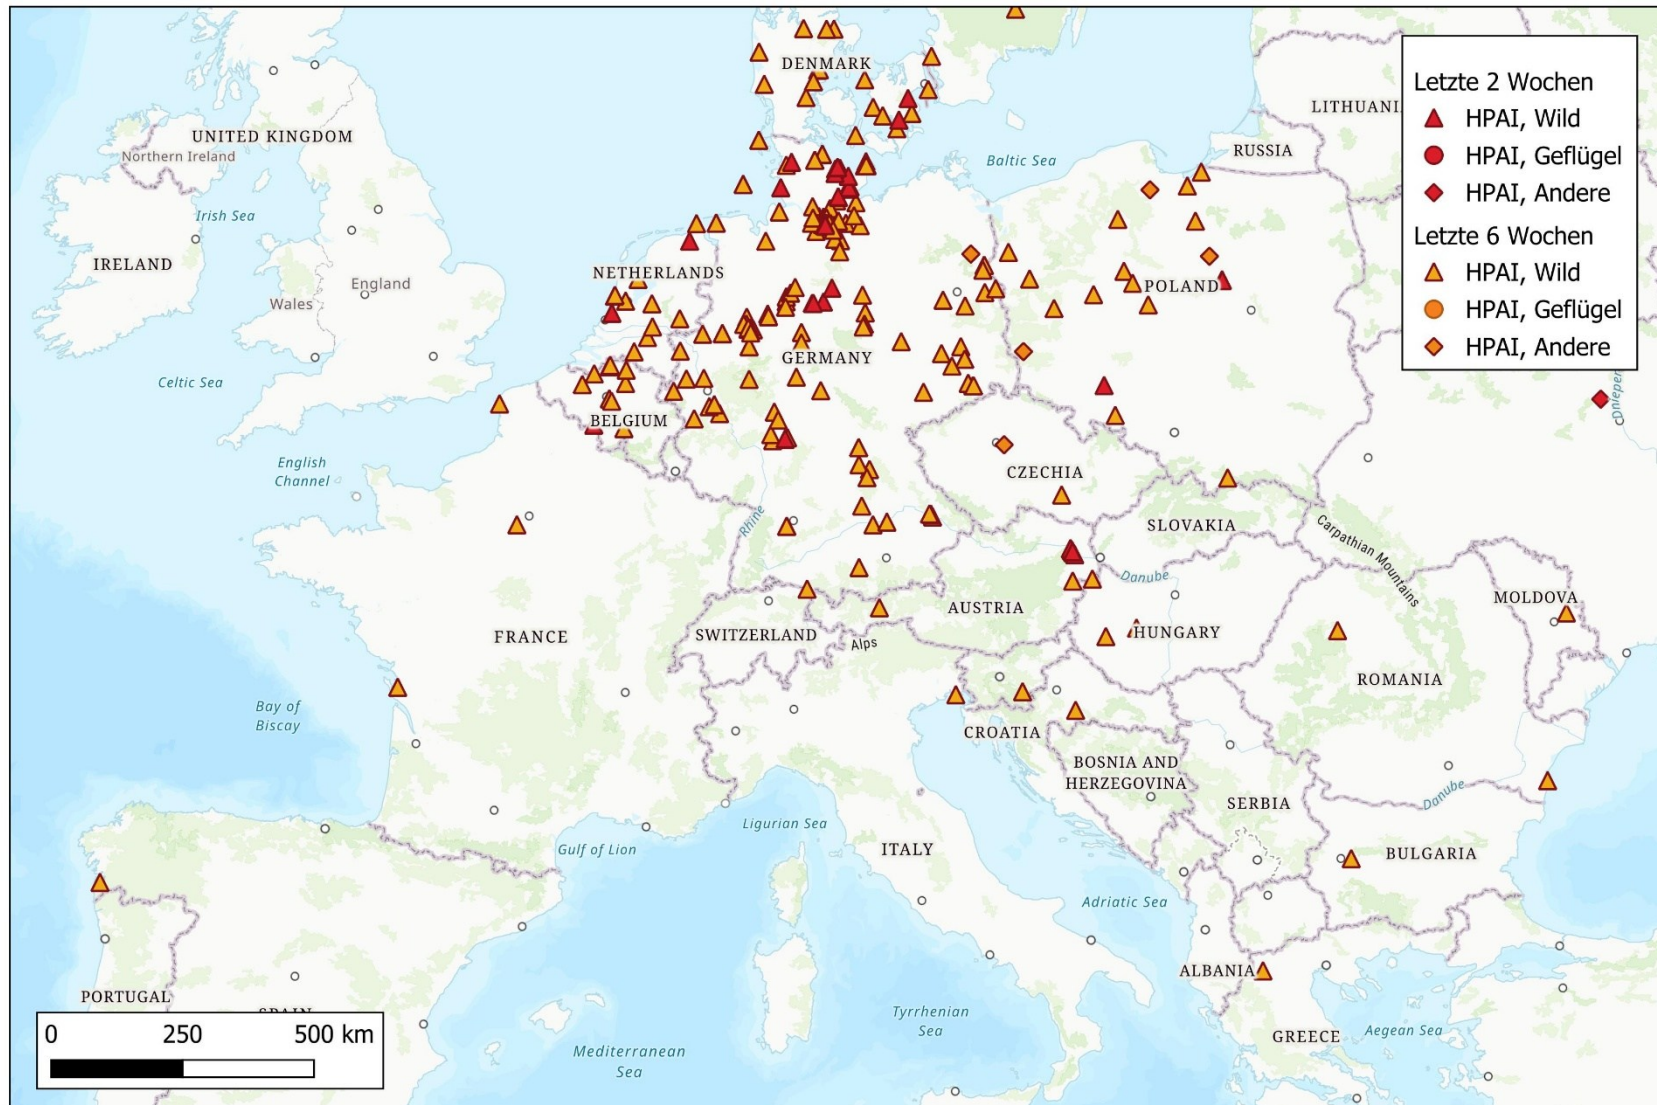 Letzte 2 Wochen
HPAI, Wild
HPAI, Geflügel
HPAI, Andere
Letzte 6 Wochen
HPAI, Wild
HPAI, Geflügel
HPAI, Andere
DENMARK
LITHUANI
UNITED KINGDOM
Northern Ireland
RUSSIA
Baltic Sea
Irish Sea
IRELAND
NETHERLANDS
England
Wales
POLAND
GERMANY
Celtic Sea
Dnieper
BELGIUM
English
Channel
CZECHIA
Rhine
SLOVAKIA
Carpathian Mountains
Danube
MOLDOVA
AUSTRIA
FRANCE
SWITZERLAND
Alps
HUNGARY
ROMANIA
Bay of
Biscay
CROATIA
BOSNIA AND
HERZEGOVINA
SERBIA
Danube
Ligurian Sea
Gulf of Lion
ITALY
BULGARIA
Adriatic Sea
ALBANIA
PORTUGAL
SPAIN
Tyrrhenian
Sea
Aegean Sea
GREECE
Mediterranean
Sea
0 250 500 km